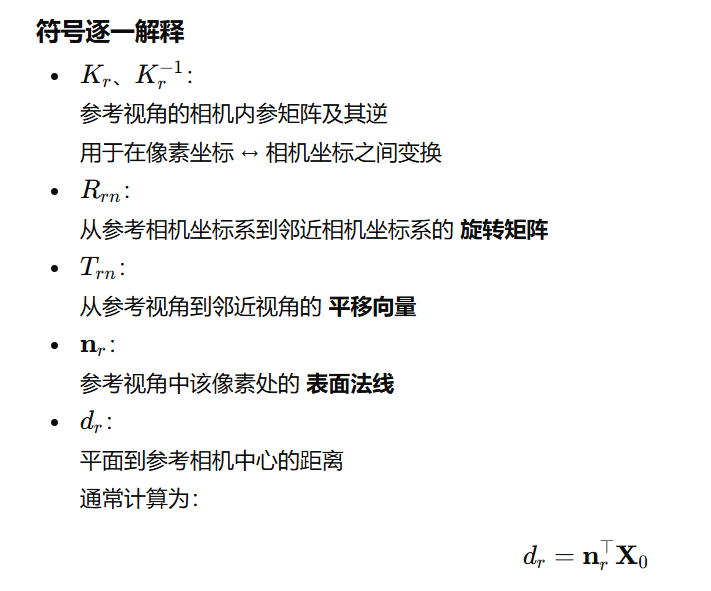 符号逐一解释
• $K_r$、$K_r^{-1}$：
参考视角的相机内参矩阵及其逆
用于在像素坐标 ↔ 相机坐标之间变换
• $R_{rn}$：
从参考相机坐标系到邻近相机坐标系的 旋转矩阵
• $T_{rn}$：
从参考视角到邻近视角的 平移向量
• $\mathbf{n}_r$：
参考视角中该像素处的 表面法线
• $d_r$：
平面到参考相机中心的距离
通常计算为：
$d_r = \mathbf{n}_r^\top \mathbf{X}_0$